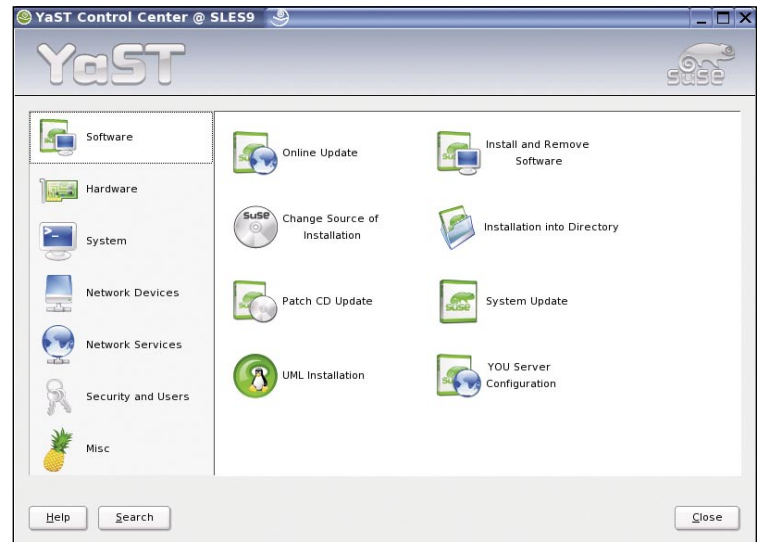 YaST Control Center @ SLES9
YaST
SUSE
Software
Hardware
System
Network Devices
Network Services
Security and Users
Misc
Online Update
Install and Remove
Software
SUSE
Change Source of
Installation
Installation into Directory
Patch CD Update
System Update
UML Installation
YOU Server
Configuration
Help
Search
Close